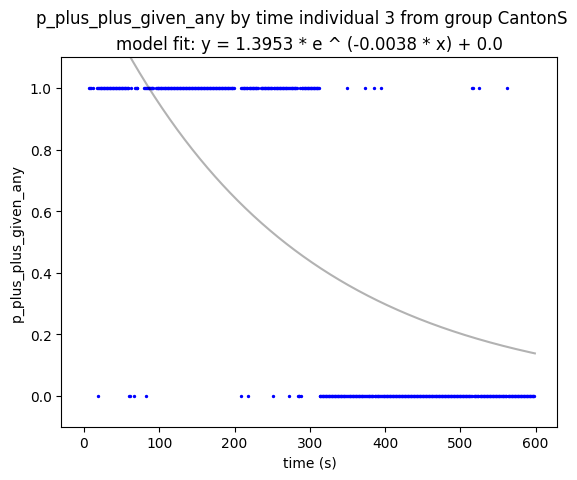 p_plus_plus_given_any by time individual 3 from group CantonS
model fit: y = 1.3953 * e ^ (-0.0038 * x) + 0.0
1.0
0.8
0.6
0.4
0.2
0.0
p_plus_plus_given_any
0 100 200 300 400 500 600
time (s)